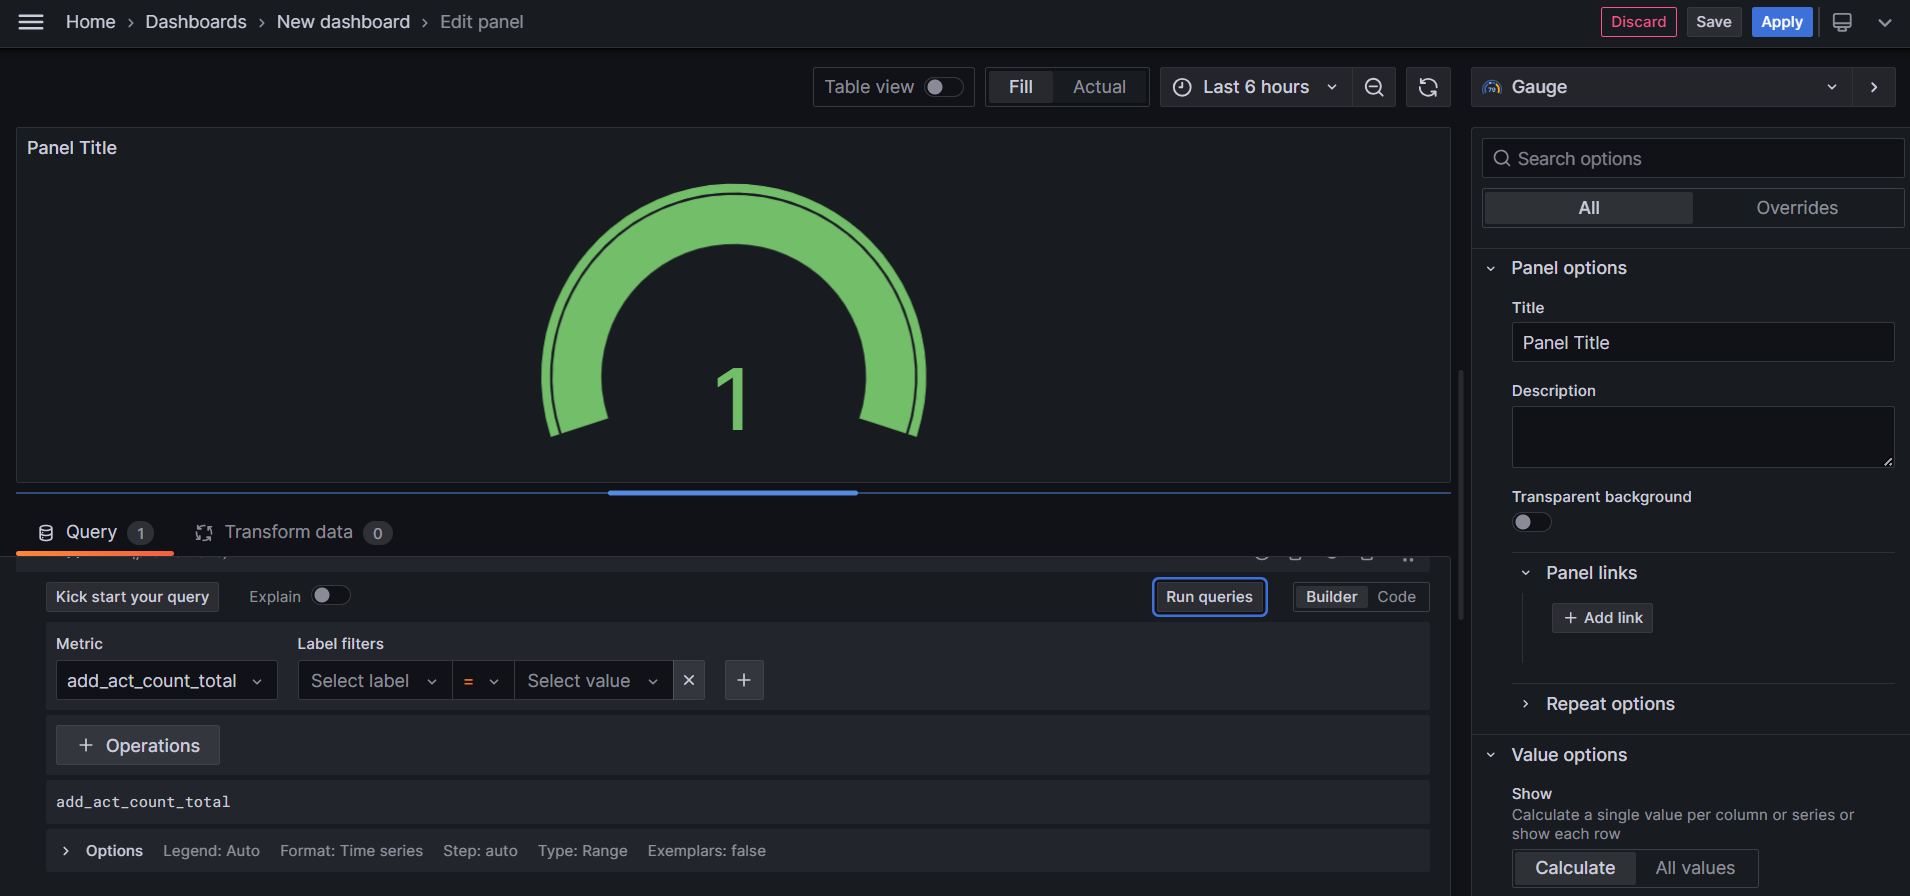 Home › Dashboards › New dashboard › Edit panel
Discard Save Apply
Table view Fill Actual Last 6 hours
Gauge
Panel Title
1
Search options
All Overrides
Panel options
Title
Panel Title
Description
Transparent background
Panel links
+ Add link
Repeat options
Value options
Show
Calculate a single value per column or series or
show each row
Calculate All values
Query 1 Transform data 0
Kick start your query Explain Run queries Builder Code
Metric Label filters
add_act_count_total Select label = Select value
+ Operations
add_act_count_total
Options Legend: Auto Format: Time series Step: auto Type: Range Exemplars: false